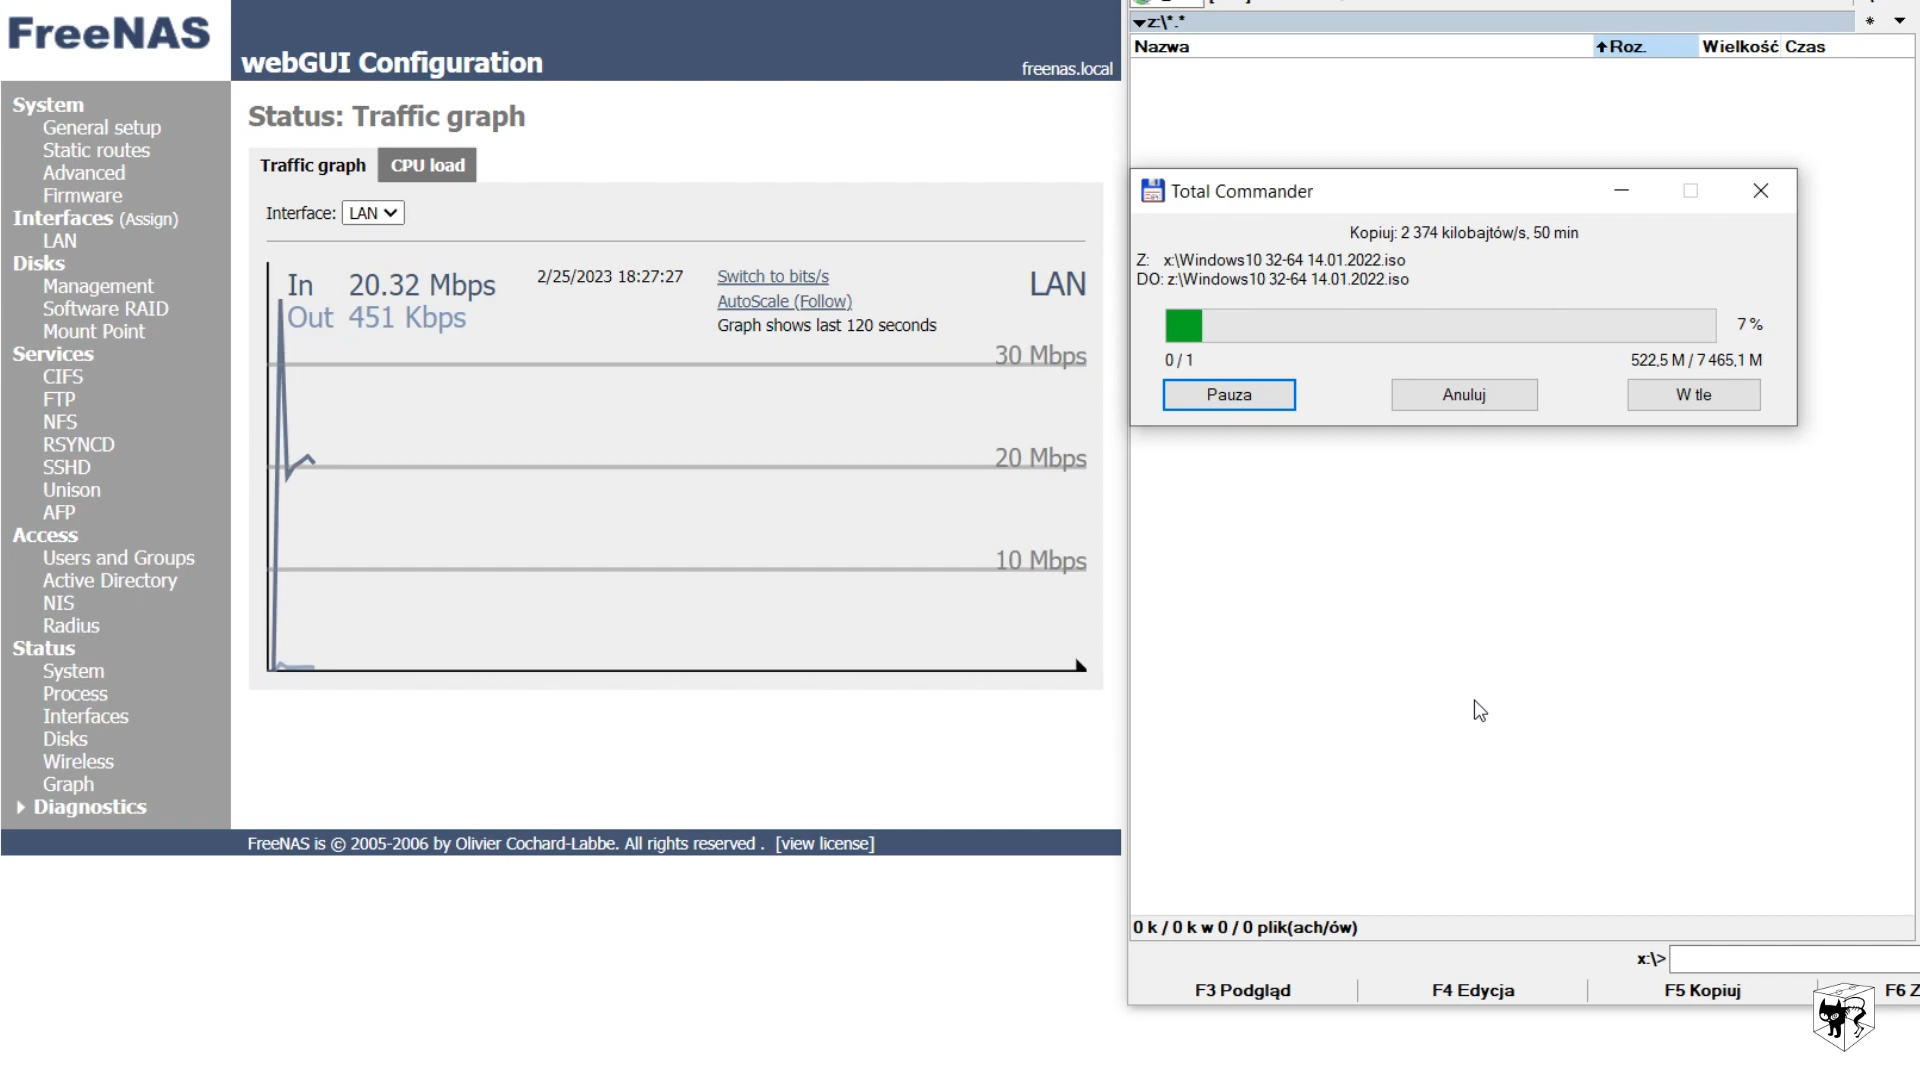 FreeNAS
webGUI Configuration
freenas.local
System
General setup
Static routes
Advanced
Firmware
Interfaces (Assign)
LAN
Disks
Management
Software RAID
Mount Point
Services
CIFS
FTP
NFS
RSYNCD
SSHD
Unison
AFP
Access
Users and Groups
Active Directory
NIS
Radius
Status
System
Process
Interfaces
Disks
Wireless
Graph
Diagnostics
Status: Traffic graph
Traffic graph CPU load
Interface: LAN
In 20.32 Mbps
Out 451 Kbps
2/25/2023 18:27:27
Switch to bits/s
AutoScale (Follow)
Graph shows last 120 seconds
LAN
30 Mbps
20 Mbps
10 Mbps
FreeNAS is © 2005-2006 by Olivier Cochard-Labbe. All rights reserved . [view license]
z:\*.*
* 
Nazwa Roz. Wielkość Czas
Total Commander
Kopiuj: 2 374 kilobajtów/s, 50 min
Z: x:\Windows10 32-64 14.01.2022.iso
DO: z:\Windows10 32-64 14.01.2022.iso
7 %
0 / 1
522,5 M / 7 465,1 M
Pauza Anuluj W tle
0 k / 0 k w 0 / 0 plik(ach/ów)
x:\>
F3 Podgląd F4 Edycja F5 Kopiuj F6 Z